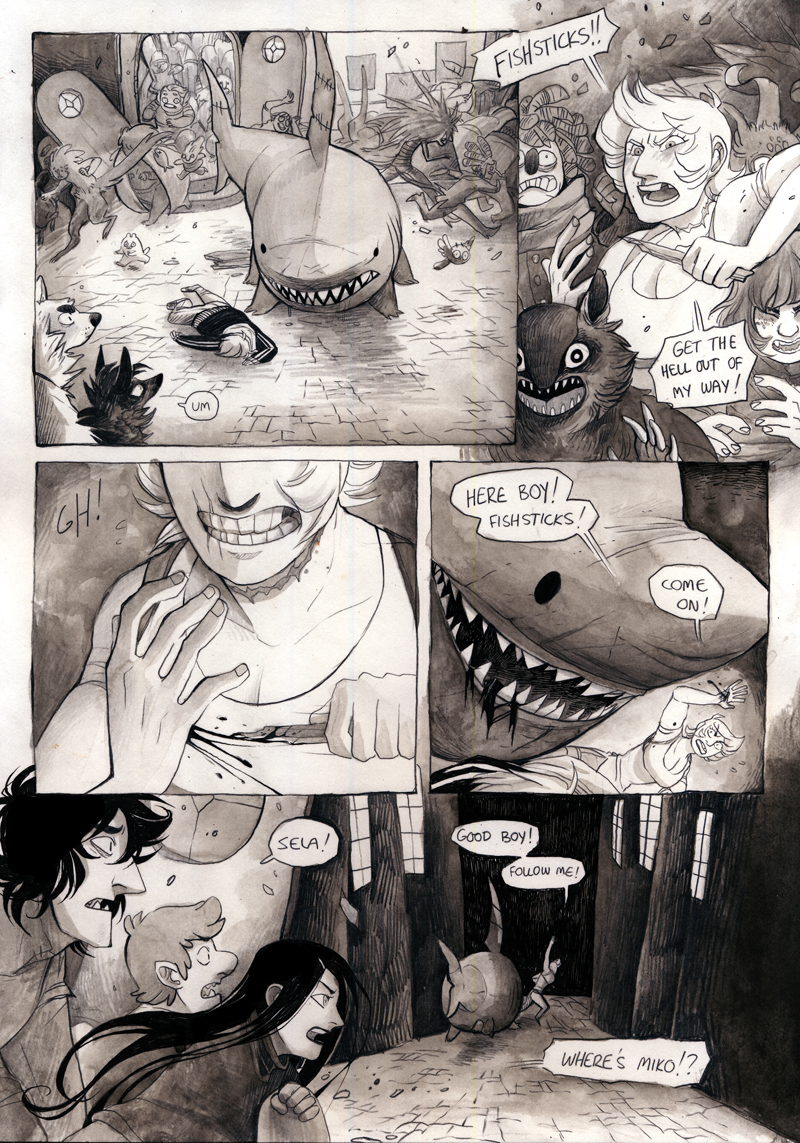 FISHSTICKS!!
UM
GET THE
HELL OUT OF
MY WAY!
GH!
HERE BOY!
FISHSTICKS!
COME
ON!
SELA!
GOOD BOY!
FOLLOW ME!
WHERE'S MIKO!?